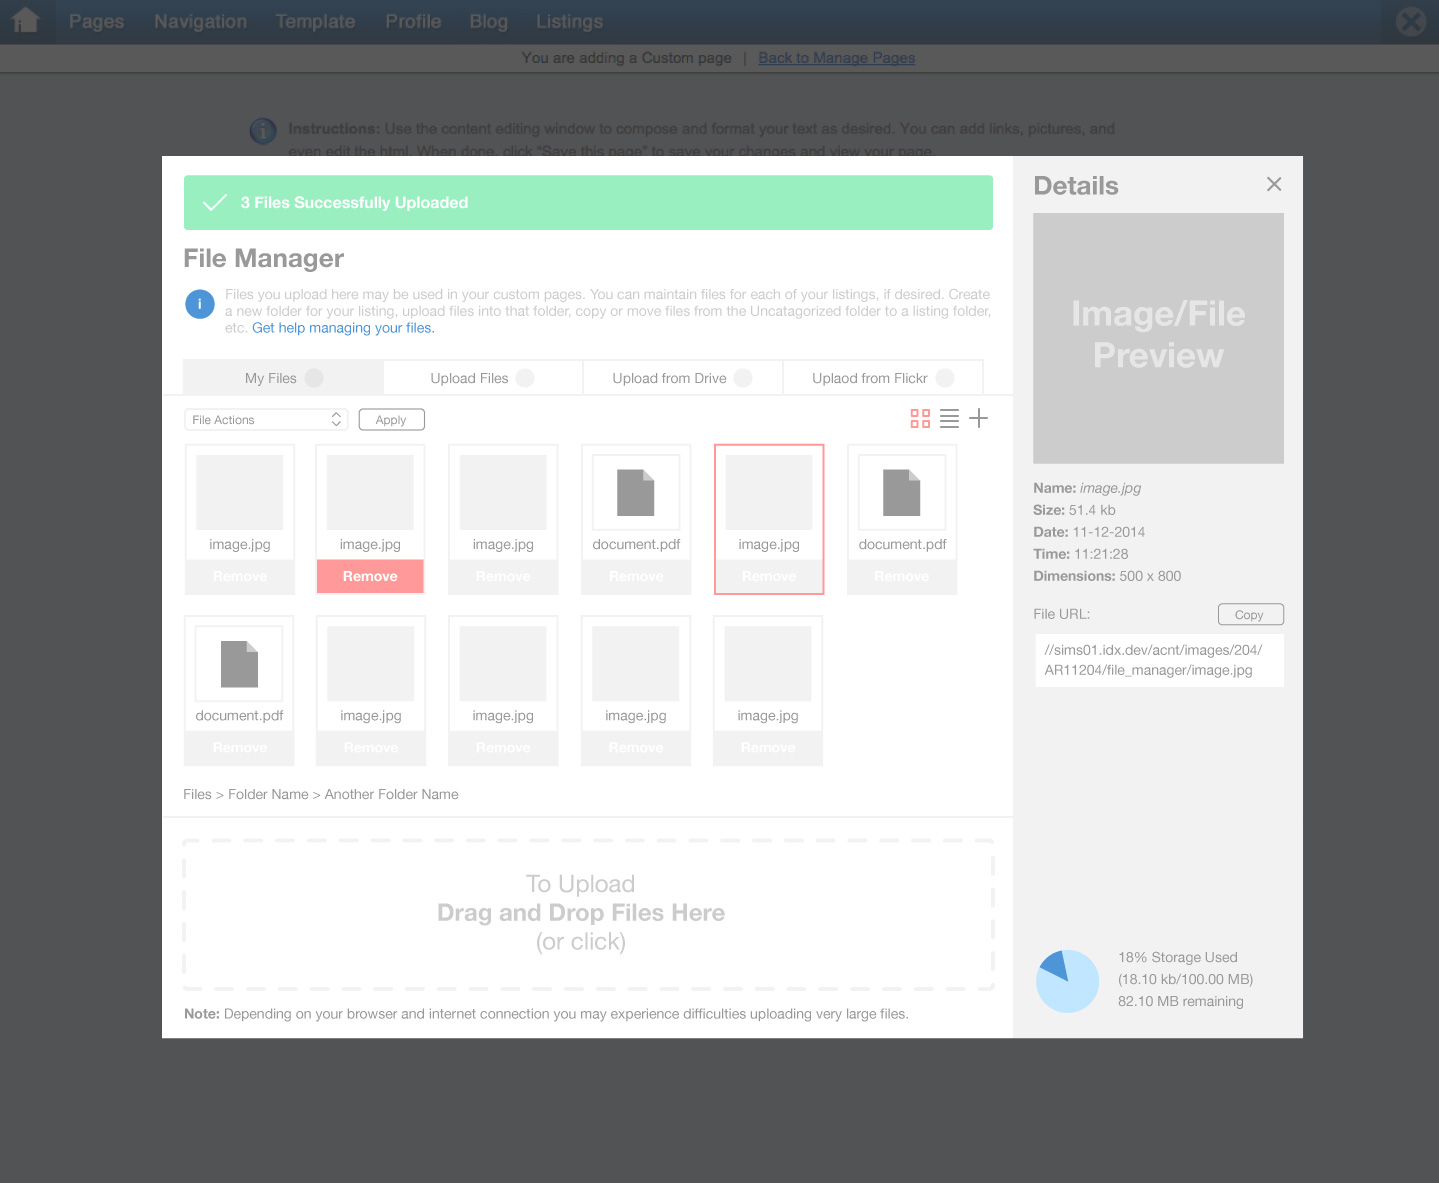 Pages Navigation Template Profile Blog Listings
You are adding a Custom page | Back to Manage Pages
Instructions: Use the content editing window to compose and format your text as desired. You can add links, pictures, and
even edit the html. When done, click "Save this page" to save your changes and view your page.
3 Files Successfully Uploaded
File Manager
i
Files you upload here may be used in your custom pages. You can maintain files for each of your listings, if desired. Create
a new folder for your listing, upload files into that folder, copy or move files from the Uncatagorized folder to a listing folder,
etc. Get help managing your files.
My Files Upload Files Upload from Drive Uplaod from Flickr
File Actions Apply
image.jpg image.jpg image.jpg document.pdf image.jpg document.pdf
Remove Remove Remove Remove Remove Remove
document.pdf image.jpg image.jpg image.jpg image.jpg
Remove Remove Remove Remove Remove
Files > Folder Name > Another Folder Name
To Upload
Drag and Drop Files Here
(or click)
Note: Depending on your browser and internet connection you may experience difficulties uploading very large files.
Details
Image/File
Preview
Name: image.jpg
Size: 51.4 kb
Date: 11-12-2014
Time: 11:21:28
Dimensions: 500 x 800
File URL: Copy
//sims01.idx.dev/acnt/images/204/
AR11204/file_manager/image.jpg
18% Storage Used
(18.10 kb/100.00 MB)
82.10 MB remaining